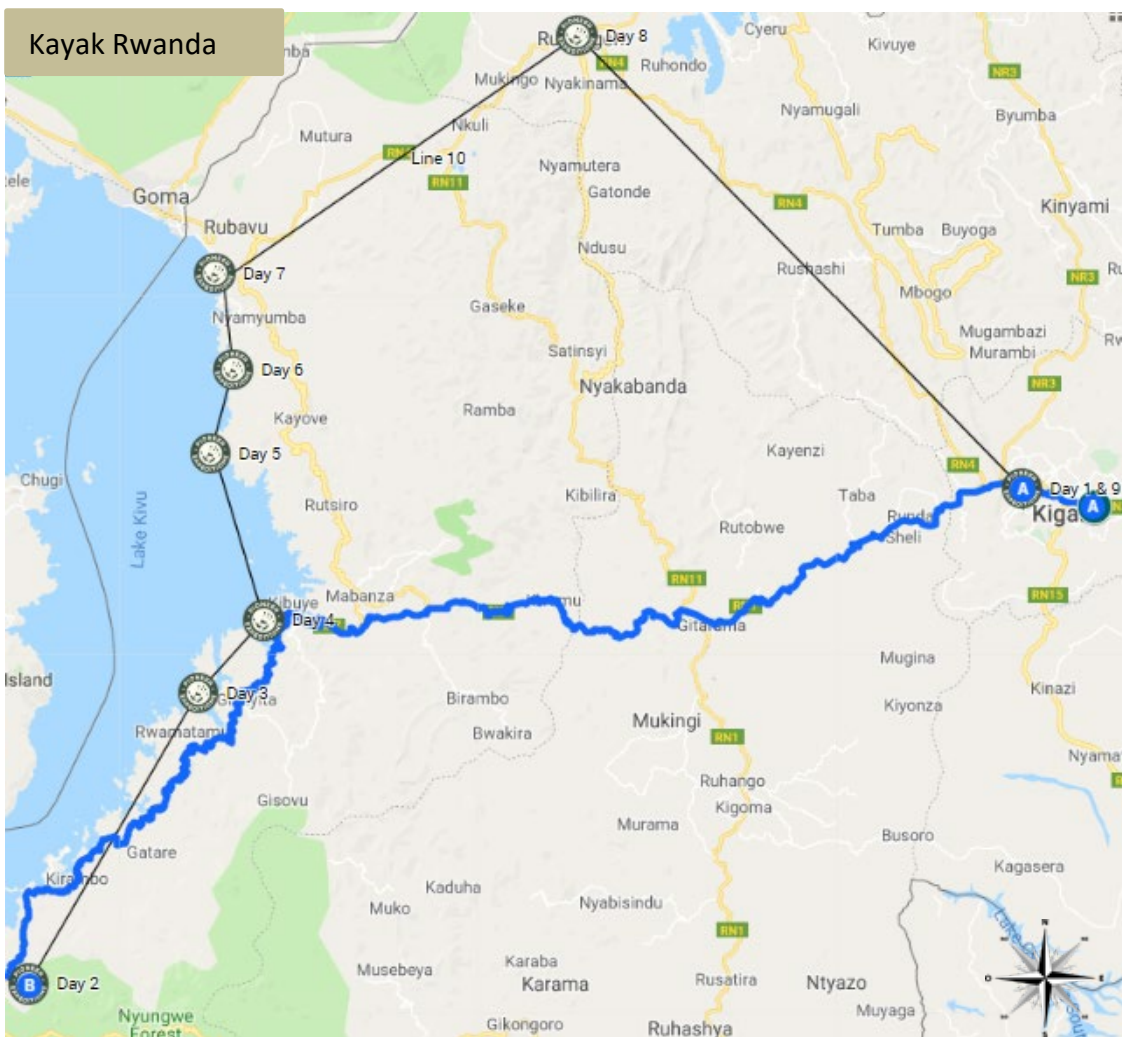 Kayak Rwanda
Day 8
Cyeru
Kivuye
RN4
Ruhondo
Mukingo
Nyakinama
NR3
Nyamugali
Byumba
Mutura
Nkuli
Line 10
RN11
Nyamutera
Gatonde
Goma
RN4
Kinyami
Rubavu
Tumba
Buyoga
Ndusu
Day 7
Rushashi
NR3
Mbogo
Nyamyumba
Gaseke
Mugambazi
Murambi
Satinsyi
Day 6
Nyakabanda
NR3
Ramba
Kayove
Day 5
Kayenzi
RN4
Chugi
Lake Kivu
Rutsiro
Kibilira
Taba
A
Day 1 & 9
A
Runda
Rutobwe
Sheli
RN11
Kibuye
Mabanza
RN15
Day 4
Gitarama
Mugina
Island
Day 3
Birambo
Kinazi
Kiyonza
Rwamatamu
Bwakira
Mukingi
RN1
Ruhango
Gisovu
Kigoma
Murama
Busoro
Gatare
Kagasera
Kirambo
Kaduha
Muko
Nyabisindu
RN1
N
Karaba
Musebeya
B
Day 2
Karama
Rusatira
Ntyazo
O
E
Nyungwe
Forest
Muyaga
Gikongoro
Ruhashya